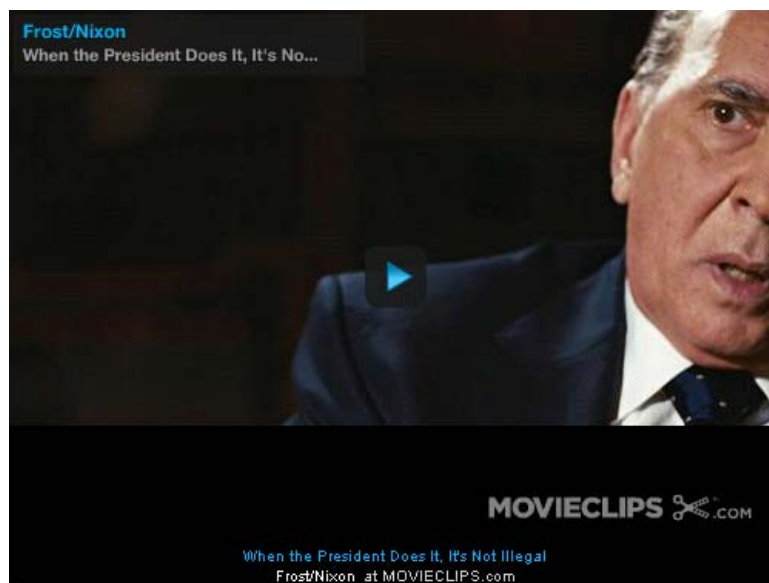 Frost/Nixon
When the President Does It, It's No...
MOVIECLIPS .COM
When the President Does It, It's Not Illegal
Frost/Nixon at MOVIECLIPS.com